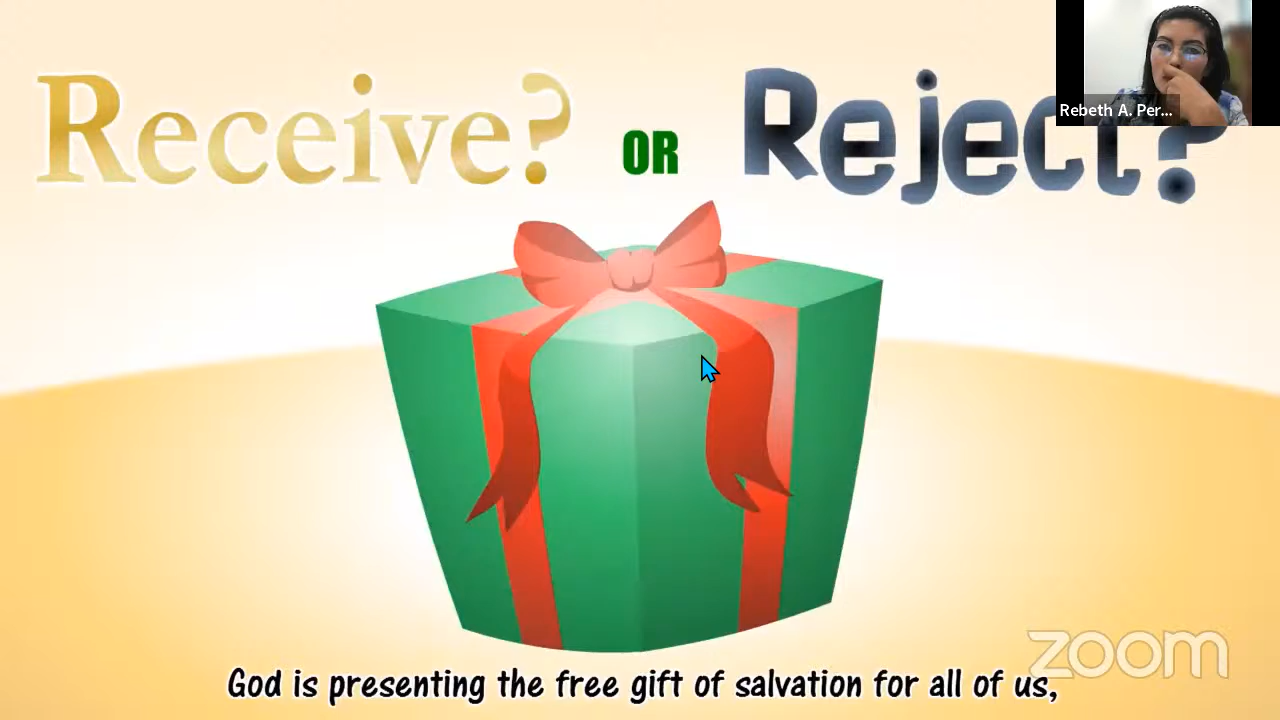 Receive? OR Reject?
Rebeth A. Per...
God is presenting the free gift of salvation for all of us,
zoom